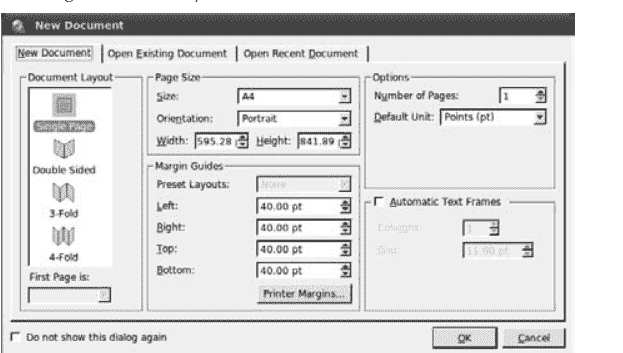 New Document
New Document
Open Existing Document
Open Recent Document
Document Layout
Single Page
Double Sided
3-Fold
4-Fold
First Page is:
Page Size
Size: A4
Orientation: Portrait
Width: 595.28 Height: 841.89
Margin Guides
Preset Layouts: None
Left: 40.00 pt
Right: 40.00 pt
Top: 40.00 pt
Bottom: 40.00 pt
Printer Margins...
Options
Number of Pages: 1
Default Unit: Points (pt)
Automatic Text Frames
Columns: 1
Gap: 11.00 pt
Do not show this dialog again
OK
Cancel